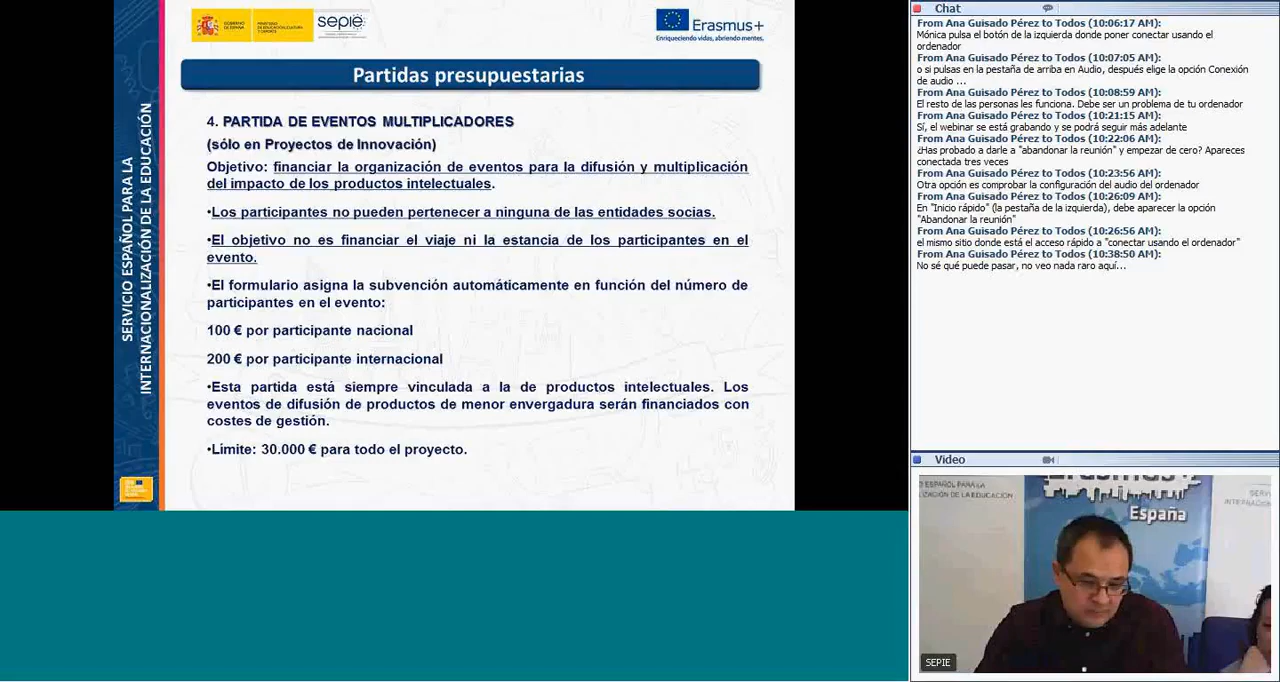 GOBIERNO
DE ESPAÑA
MINISTERIO
DE EDUCACIÓN, CULTURA
Y DEPORTE
sepie
Erasmus+
Enriqueciendo vidas, abriendo mentes.
SERVICIO ESPAÑOL PARA LA
INTERNACIONALIZACIÓN DE LA EDUCACIÓN
Partidas presupuestarias
4. PARTIDA DE EVENTOS MULTIPLICADORES
(sólo en Proyectos de Innovación)
Objetivo: financiar la organización de eventos para la difusión y multiplicación
del impacto de los productos intelectuales.
•Los participantes no pueden pertenecer a ninguna de las entidades socias.
•El objetivo no es financiar el viaje ni la estancia de los participantes en el
evento.
•El formulario asigna la subvención automáticamente en función del número de
participantes en el evento:
100 € por participante nacional
200 € por participante internacional
•Esta partida está siempre vinculada a la de productos intelectuales. Los
eventos de difusión de productos de menor envergadura serán financiados con
costes de gestión.
•Límite: 30.000 € para todo el proyecto.
Chat
From Ana Guisado Pérez to Todos (10:06:17 AM):
Mónica pulsa el botón de la izquierda donde poner conectar usando el
ordenador
From Ana Guisado Pérez to Todos (10:07:05 AM):
o si pulsas en la pestaña de arriba en Audio, después elige la opción Conexión
de audio ...
From Ana Guisado Pérez to Todos (10:08:59 AM):
El resto de las personas les funciona. Debe ser un problema de tu ordenador
From Ana Guisado Pérez to Todos (10:21:15 AM):
Sí, el webinar se está grabando y se podrá seguir más adelante
From Ana Guisado Pérez to Todos (10:22:06 AM):
¿Has probado a darle a "abandonar la reunión" y empezar de cero? Apareces
conectada tres veces
From Ana Guisado Pérez to Todos (10:23:56 AM):
Otra opción es comprobar la configuración del audio del ordenador
From Ana Guisado Pérez to Todos (10:26:09 AM):
En "Inicio rápido" (la pestaña de la izquierda), debe aparecer la opción
"Abandonar la reunión"
From Ana Guisado Pérez to Todos (10:26:56 AM):
el mismo sitio donde está el acceso rápido a "conectar usando el ordenador"
From Ana Guisado Pérez to Todos (10:38:50 AM):
No sé qué puede pasar, no veo nada raro aquí...
Video
ESPAÑOL PARA LA
DE LA EDUCACIÓN
Erasmus+
España
SEPIE